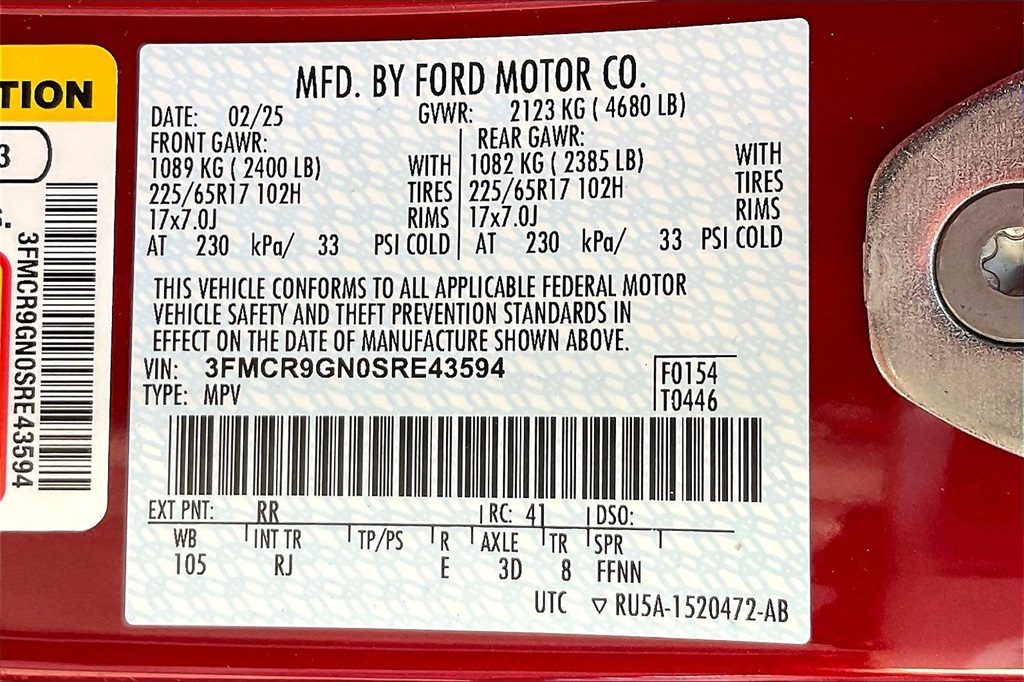 TION
3
S.
3FMCR9GN0SRE43594
MFD. BY FORD MOTOR CO.
DATE: 02/25 GVWR: 2123 KG ( 4680 LB)
FRONT GAWR: REAR GAWR:
1089 KG ( 2400 LB) WITH 1082 KG ( 2385 LB) WITH
225/65R17 102H TIRES 225/65R17 102H TIRES
17x7.0J RIMS 17x7.0J RIMS
AT 230 kPa/ 33 PSI COLD AT 230 kPa/ 33 PSI COLD
THIS VEHICLE CONFORMS TO ALL APPLICABLE FEDERAL MOTOR
VEHICLE SAFETY AND THEFT PREVENTION STANDARDS IN
EFFECT ON THE DATE OF MANUFACTURE SHOWN ABOVE.
VIN: 3FMCR9GN0SRE43594
TYPE: MPV
F0154
T0446
EXT PNT: RR RC: 41 DSO:
WB INT TR TP/PS R AXLE TR SPR
105 RJ E 3D 8 FFNN
UTC ▽ RU5A-1520472-AB